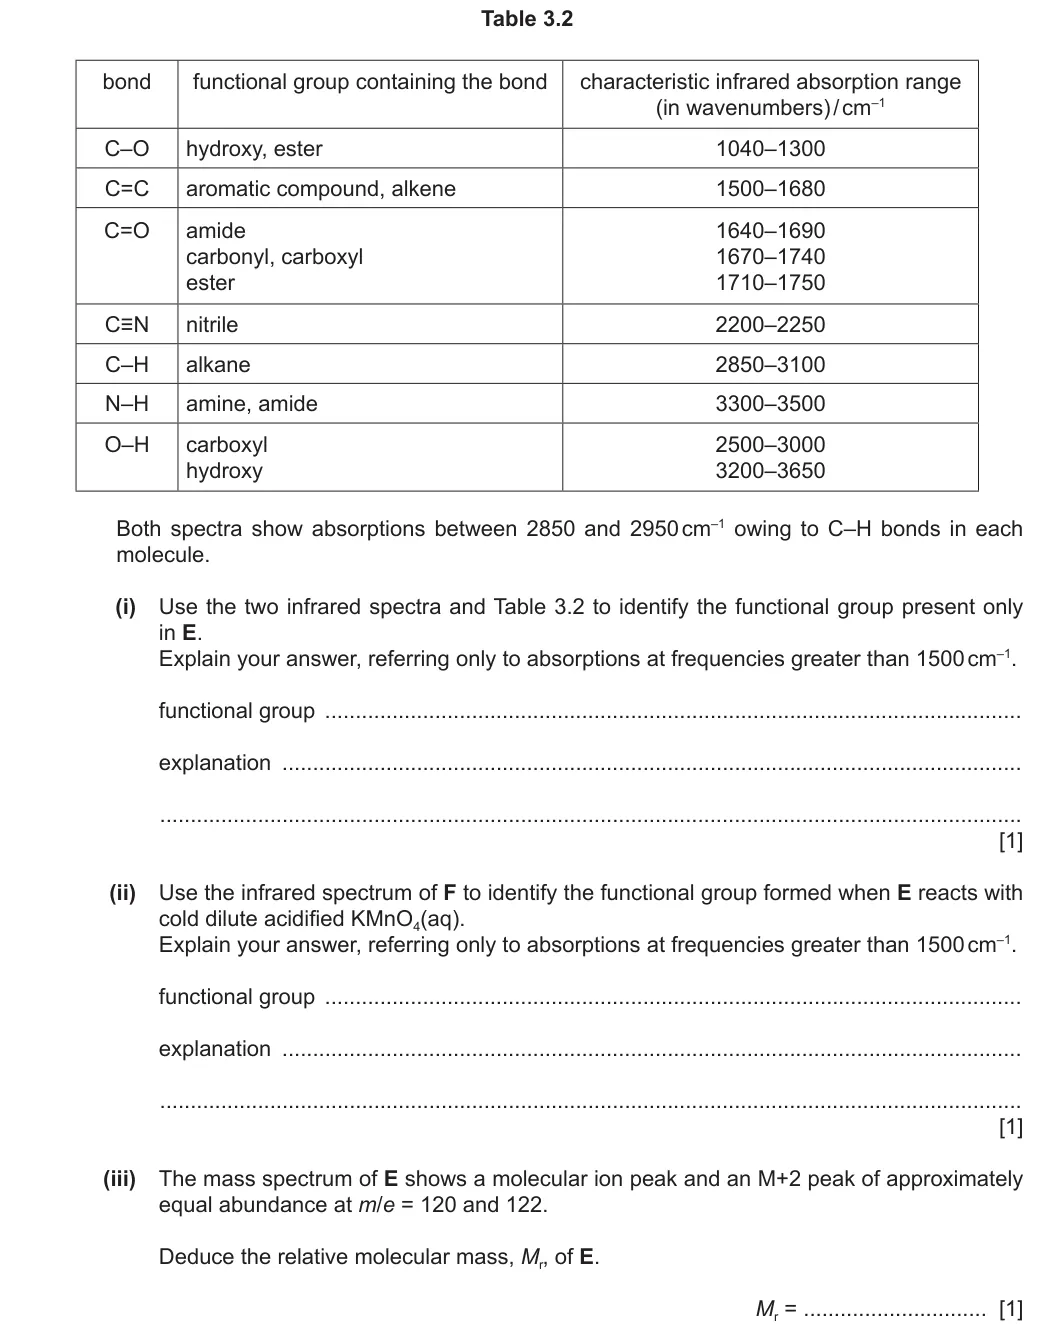 Table 3.2
bond functional group containing the bond characteristic infrared absorption range
(in wavenumbers)/cm⁻¹
C–O hydroxy, ester 1040–1300
C=C aromatic compound, alkene 1500–1680
C=O amide 1640–1690
carbonyl, carboxyl 1670–1740
ester 1710–1750
C≡N nitrile 2200–2250
C–H alkane 2850–3100
N–H amine, amide 3300–3500
O–H carboxyl 2500–3000
hydroxy 3200–3650
Both spectra show absorptions between 2850 and 2950cm⁻¹ owing to C–H bonds in each
molecule.
(i) Use the two infrared spectra and Table 3.2 to identify the functional group present only
in E.
Explain your answer, referring only to absorptions at frequencies greater than 1500cm⁻¹.
functional group ..................................................................................................................
explanation .........................................................................................................................
.............................................................................................................................................
[1]
(ii) Use the infrared spectrum of F to identify the functional group formed when E reacts with
cold dilute acidified KMnO₄(aq).
Explain your answer, referring only to absorptions at frequencies greater than 1500cm⁻¹.
functional group ..................................................................................................................
explanation .........................................................................................................................
.............................................................................................................................................
[1]
(iii) The mass spectrum of E shows a molecular ion peak and an M+2 peak of approximately
equal abundance at m/e = 120 and 122.
Deduce the relative molecular mass, Mᵣ, of E.
Mᵣ = .............................. [1]